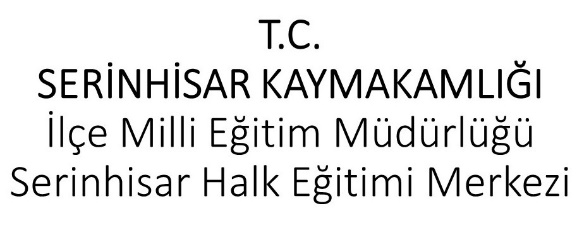 T.C.
SERİNHİSAR KAYMAKAMLIĞI
İlçe Milli Eğitim Müdürlüğü
Serinhisar Halk Eğitimi Merkezi